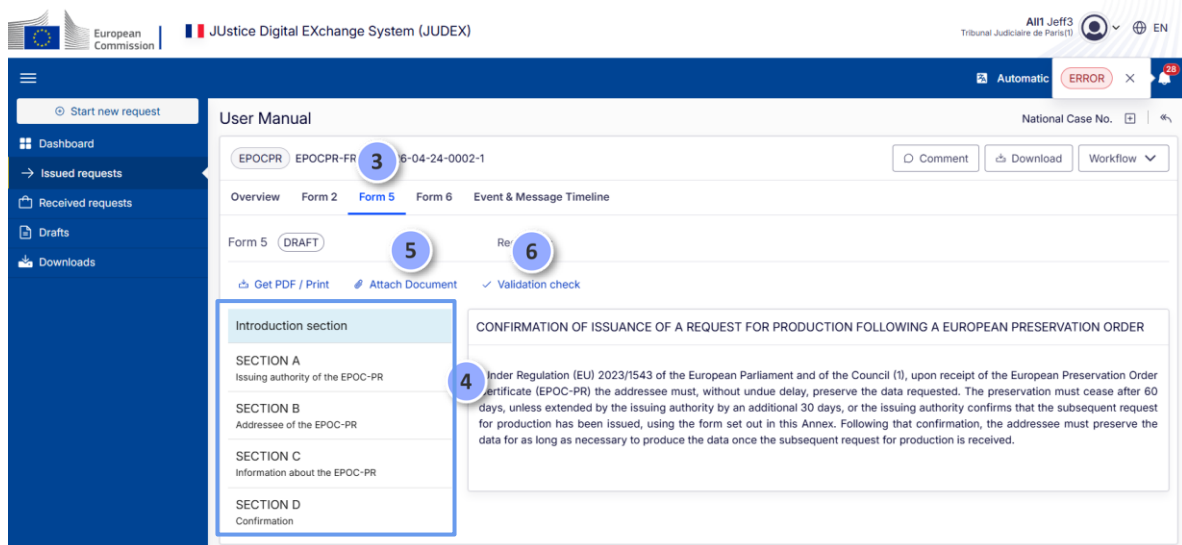 European
Commission
JUstice Digital EXchange System (JUDEX)
All1 Jeff3
Tribunal Judiciaire de Paris(1)
EN
Automatic
ERROR
28
Start new request
Dashboard
Issued requests
Received requests
Drafts
Downloads
User Manual
National Case No.
EPOCPR EPOCPR-FR 6-04-24-0002-1
3
Comment
Download
Workflow
Overview Form 2 Form 5 Form 6 Event & Message Timeline
Form 5 DRAFT
5
6
Get PDF / Print Attach Document Validation check
Introduction section
SECTION A
Issuing authority of the EPOC-PR
SECTION B
Addressee of the EPOC-PR
SECTION C
Information about the EPOC-PR
SECTION D
Confirmation
4
CONFIRMATION OF ISSUANCE OF A REQUEST FOR PRODUCTION FOLLOWING A EUROPEAN PRESERVATION ORDER
Under Regulation (EU) 2023/1543 of the European Parliament and of the Council (1), upon receipt of the European Preservation Order
Certificate (EPOC-PR) the addressee must, without undue delay, preserve the data requested. The preservation must cease after 60
days, unless extended by the issuing authority by an additional 30 days, or the issuing authority confirms that the subsequent request
for production has been issued, using the form set out in this Annex. Following that confirmation, the addressee must preserve the
data for as long as necessary to produce the data once the subsequent request for production is received.